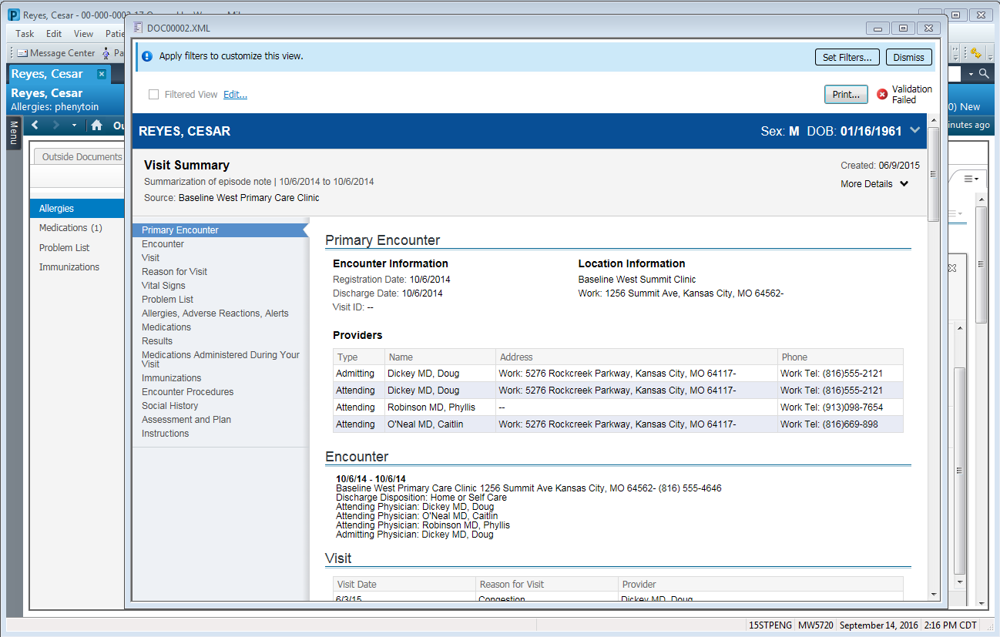 Reyes, Cesar - 00-000-000
Task Edit View
DOC00002.XML
Apply filters to customize this view.
Set Filters... Dismiss
Message Center
Reyes, Cesar
Reyes, Cesar
Allergies: phenytoin
0) New
Menu
minutes ago
Filtered View Edit...
Print...
Validation
Failed
REYES, CESAR
Sex: M DOB: 01/16/1961
Outside Documents
Allergies
Medications (1)
Problem List
Immunizations
Visit Summary
Created: 06/9/2015
Summarization of episode note | 10/6/2014 to 10/6/2014
More Details
Source: Baseline West Primary Care Clinic
Primary Encounter
Encounter
Visit
Reason for Visit
Vital Signs
Problem List
Allergies, Adverse Reactions, Alerts
Medications
Results
Medications Administered During Your
Visit
Immunizations
Encounter Procedures
Social History
Assessment and Plan
Instructions
Primary Encounter
Encounter Information
Registration Date: 10/6/2014
Discharge Date: 10/6/2014
Visit ID: --
Location Information
Baseline West Summit Clinic
Work: 1256 Summit Ave, Kansas City, MO 64562-
Providers
Type Name Address Phone
Admitting Dickey MD, Doug Work: 5276 Rockcreek Parkway, Kansas City, MO 64117- Work Tel: (816)555-2121
Attending Dickey MD, Doug Work: 5276 Rockcreek Parkway, Kansas City, MO 64117- Work Tel: (816)555-2121
Attending Robinson MD, Phyllis -- Work Tel: (913)098-7654
Attending O'Neal MD, Caitlin Work: 5276 Rockcreek Parkway, Kansas City, MO 64117- Work Tel: (816)669-898
Encounter
10/6/14 - 10/6/14
Baseline West Primary Care Clinic 1256 Summit Ave Kansas City, MO 64562- (816) 555-4646
Discharge Disposition: Home or Self Care
Attending Physician: Dickey MD, Doug
Attending Physician: O'Neal MD, Caitlin
Attending Physician: Robinson MD, Phyllis
Admitting Physician: Dickey MD, Doug
Visit
Visit Date Reason for Visit Provider
6/3/15 Congestion Dickey MD, Doug
15STPENG MW5720 September 14, 2016 2:16 PM CDT